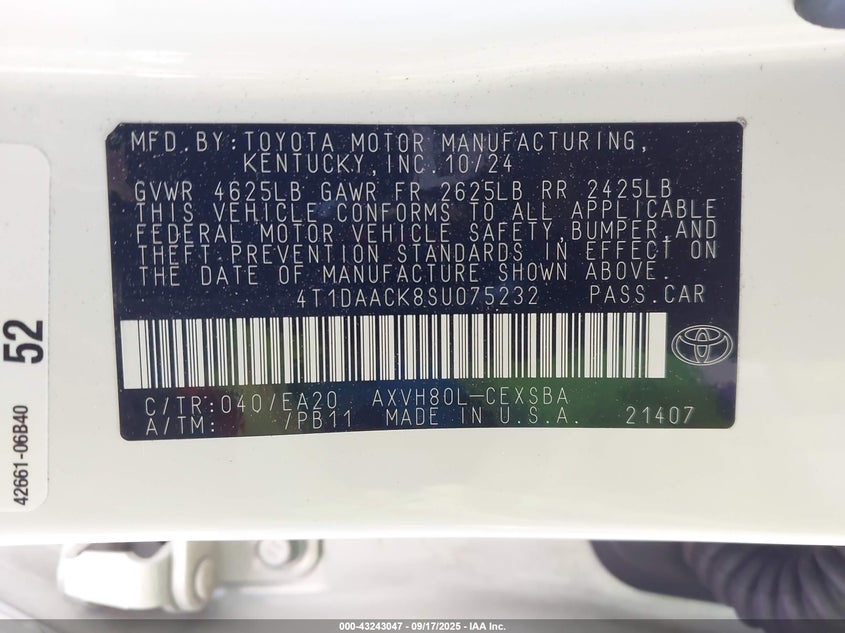 MFD.BY:TOYOTA MOTOR MANUFACTURING,
KENTUCKY,INC.10/24
GVWR 4625LB GAWR FR 2625LB RR 2425LB
THIS VEHICLE CONFORMS TO ALL APPLICABLE
FEDERAL MOTOR VEHICLE SAFETY,BUMPER,AND
THEFT PREVENTION STANDARDS IN EFFECT ON
THE DATE OF MANUFACTURE SHOWN ABOVE.
4T1DAACK8SU075232 PASS.CAR
C/TR:040/EA20 AXVH80L-CEXSBA
A/TM: /PB11 MADE IN U.S.A. 21407
52
42661-06B40
000-43243047 - 09/17/2025 - IAA Inc.